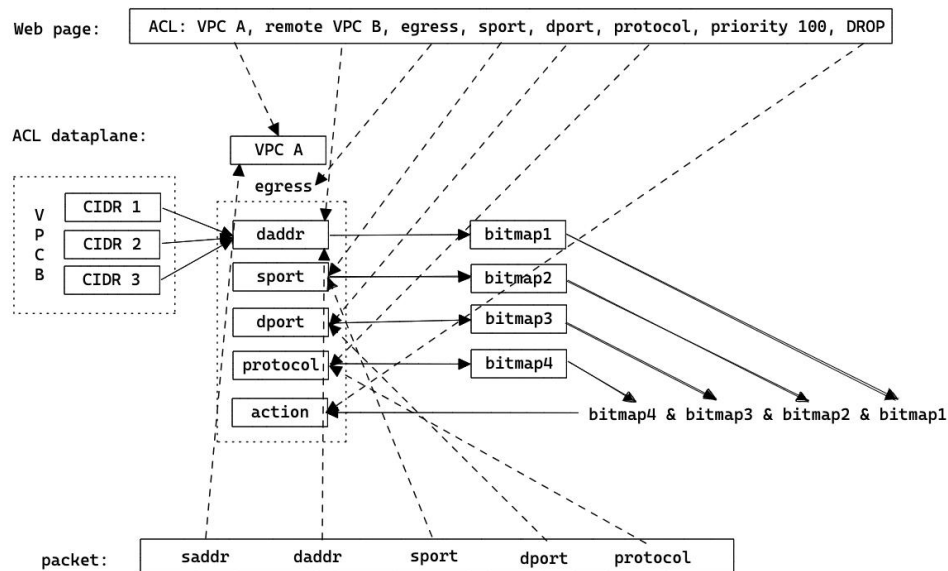 Web page: ACL: VPC A, remote VPC B, egress, sport, dport, protocol, priority 100, DROP
ACL dataplane:
VPC A
egress
V
P
C
B
CIDR 1
CIDR 2
CIDR 3
daddr
sport
dport
protocol
action
bitmap1
bitmap2
bitmap3
bitmap4
bitmap4 & bitmap3 & bitmap2 & bitmap1
packet: saddr daddr sport dport protocol